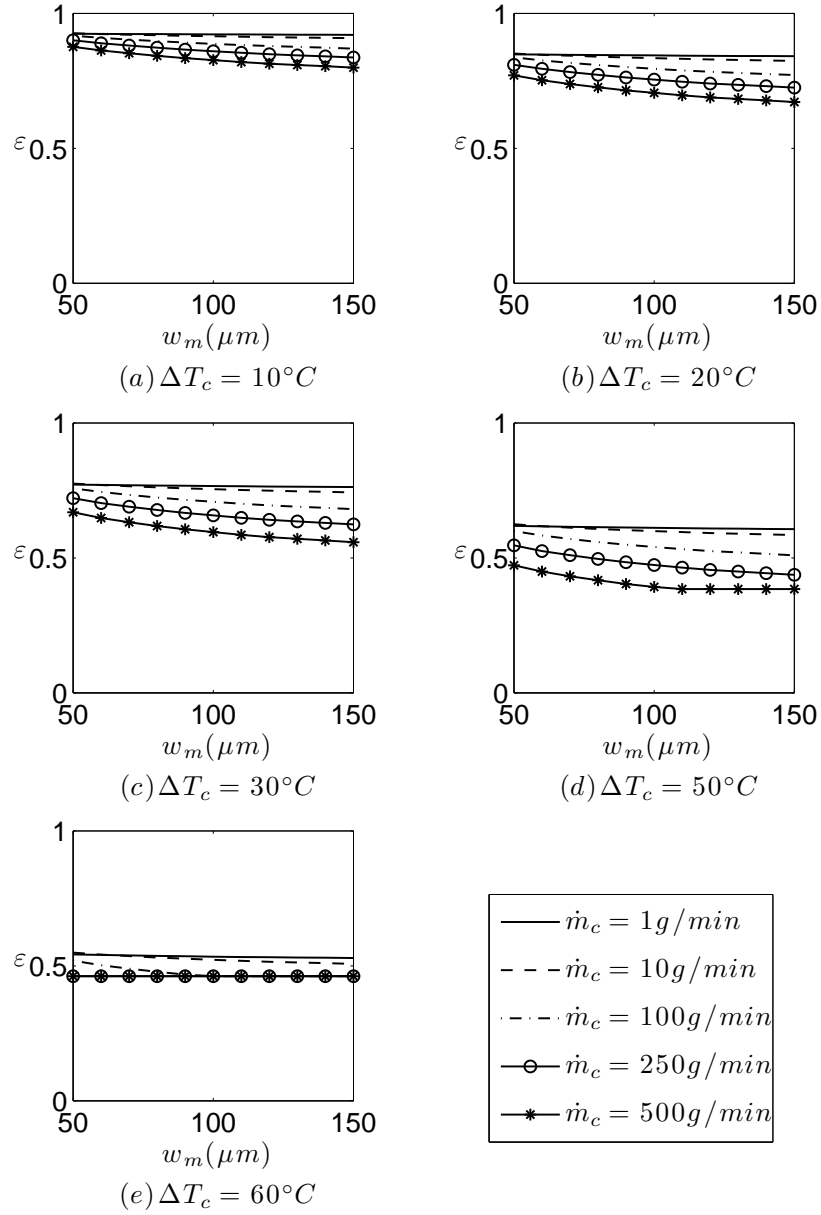 1
1
ε 0.5
ε 0.5
0
0
50 100 150
50 100 150
w_m(μm)
w_m(μm)
(a) ΔT_c = 10°C
(b) ΔT_c = 20°C
1
1
ε 0.5
ε 0.5
0
0
50 100 150
50 100 150
w_m(μm)
w_m(μm)
(c) ΔT_c = 30°C
(d) ΔT_c = 50°C
1
ε 0.5
0
50 100 150
w_m(μm)
(e) ΔT_c = 60°C
ṁ_c = 1g/min
ṁ_c = 10g/min
ṁ_c = 100g/min
ṁ_c = 250g/min
ṁ_c = 500g/min